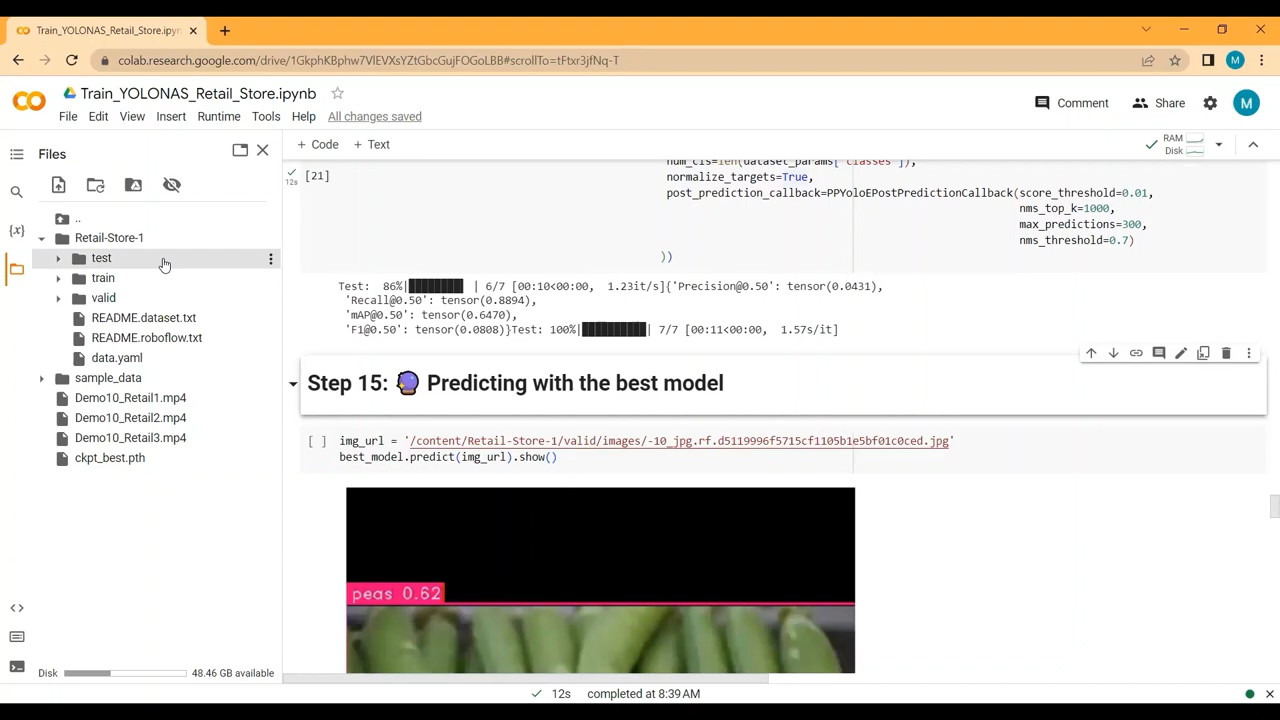 Train_YOLONAS_Retail_Store.ipyn
colab.research.google.com/drive/1GkphKBphw7VlEVXsYZtGbcGujFOGoLBB#scrollTo=tFtxr3jfNq-T
M
Train_YOLONAS_Retail_Store.ipynb
Comment
Share
M
File Edit View Insert Runtime Tools Help All changes saved
Files
+ Code + Text
RAM
Disk
..
Retail-Store-1
test
train
valid
README.dataset.txt
README.roboflow.txt
data.yaml
sample_data
Demo10_Retail1.mp4
Demo10_Retail2.mp4
Demo10_Retail3.mp4
ckpt_best.pth
Disk 48.46 GB available
{x}
<>
12s
[21]
num_cls=len(dataset_params['classes']),
normalize_targets=True,
post_prediction_callback=PPYoloEPostPredictionCallback(score_threshold=0.01,
nms_top_k=1000,
max_predictions=300,
nms_threshold=0.7)
))
Test: 86%| | 6/7 [00:10<00:00, 1.23it/s]{'Precision@0.50': tensor(0.0431),
'Recall@0.50': tensor(0.8894),
'mAP@0.50': tensor(0.6470),
'F1@0.50': tensor(0.0808)}Test: 100%| | 7/7 [00:11<00:00, 1.57s/it]
Step 15: 🔮 Predicting with the best model
[ ] img_url = '/content/Retail-Store-1/valid/images/-10_jpg.rf.d5119996f5715cf1105b1e5bf01c0ced.jpg'
best_model.predict(img_url).show()
peas 0.62
12s completed at 8:39 AM